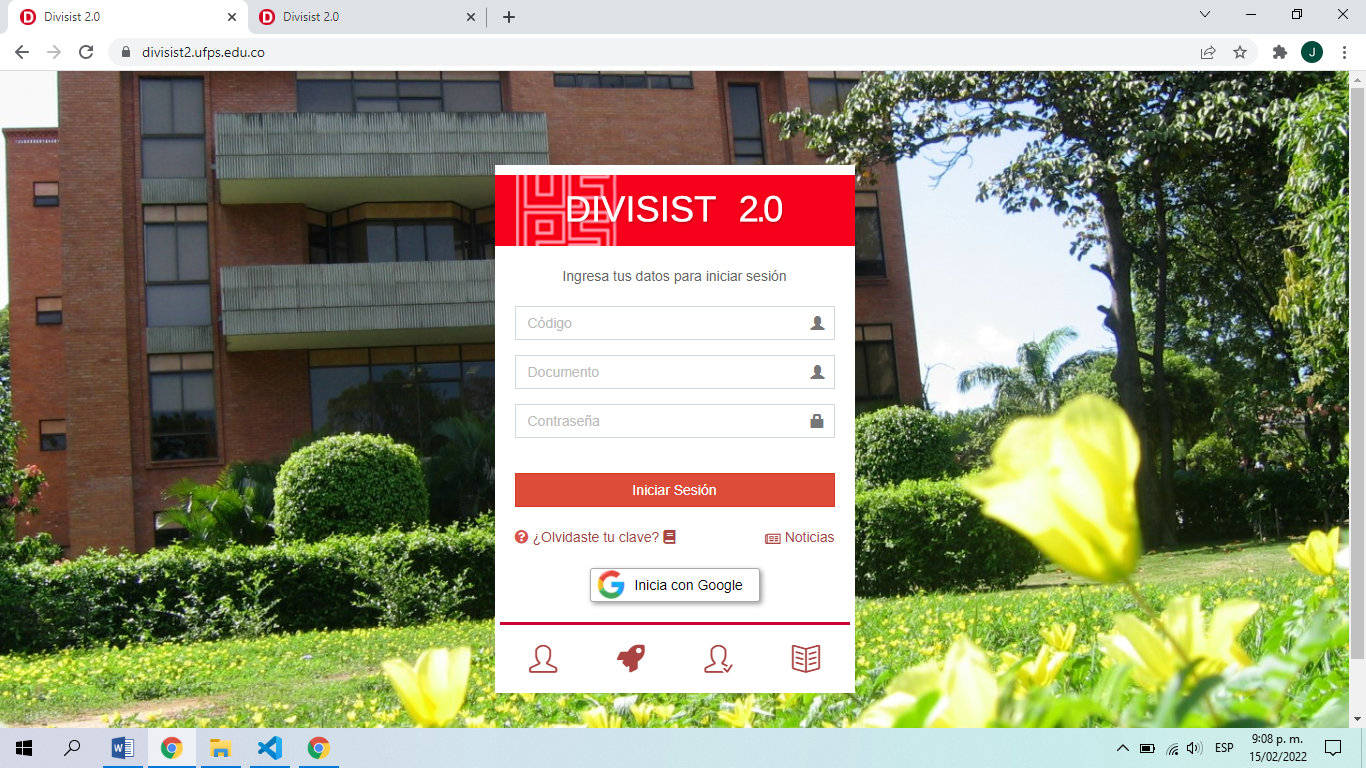 Divisist 2.0
Divisist 2.0
divisist2.ufps.edu.co
J
UFPS
DIVISIST 2.0
Ingresa tus datos para iniciar sesión
Código
Documento
Contraseña
Iniciar Sesión
¿Olvidaste tu clave? Noticias
Inicia con Google
ESP
9:08 p. m.
15/02/2022